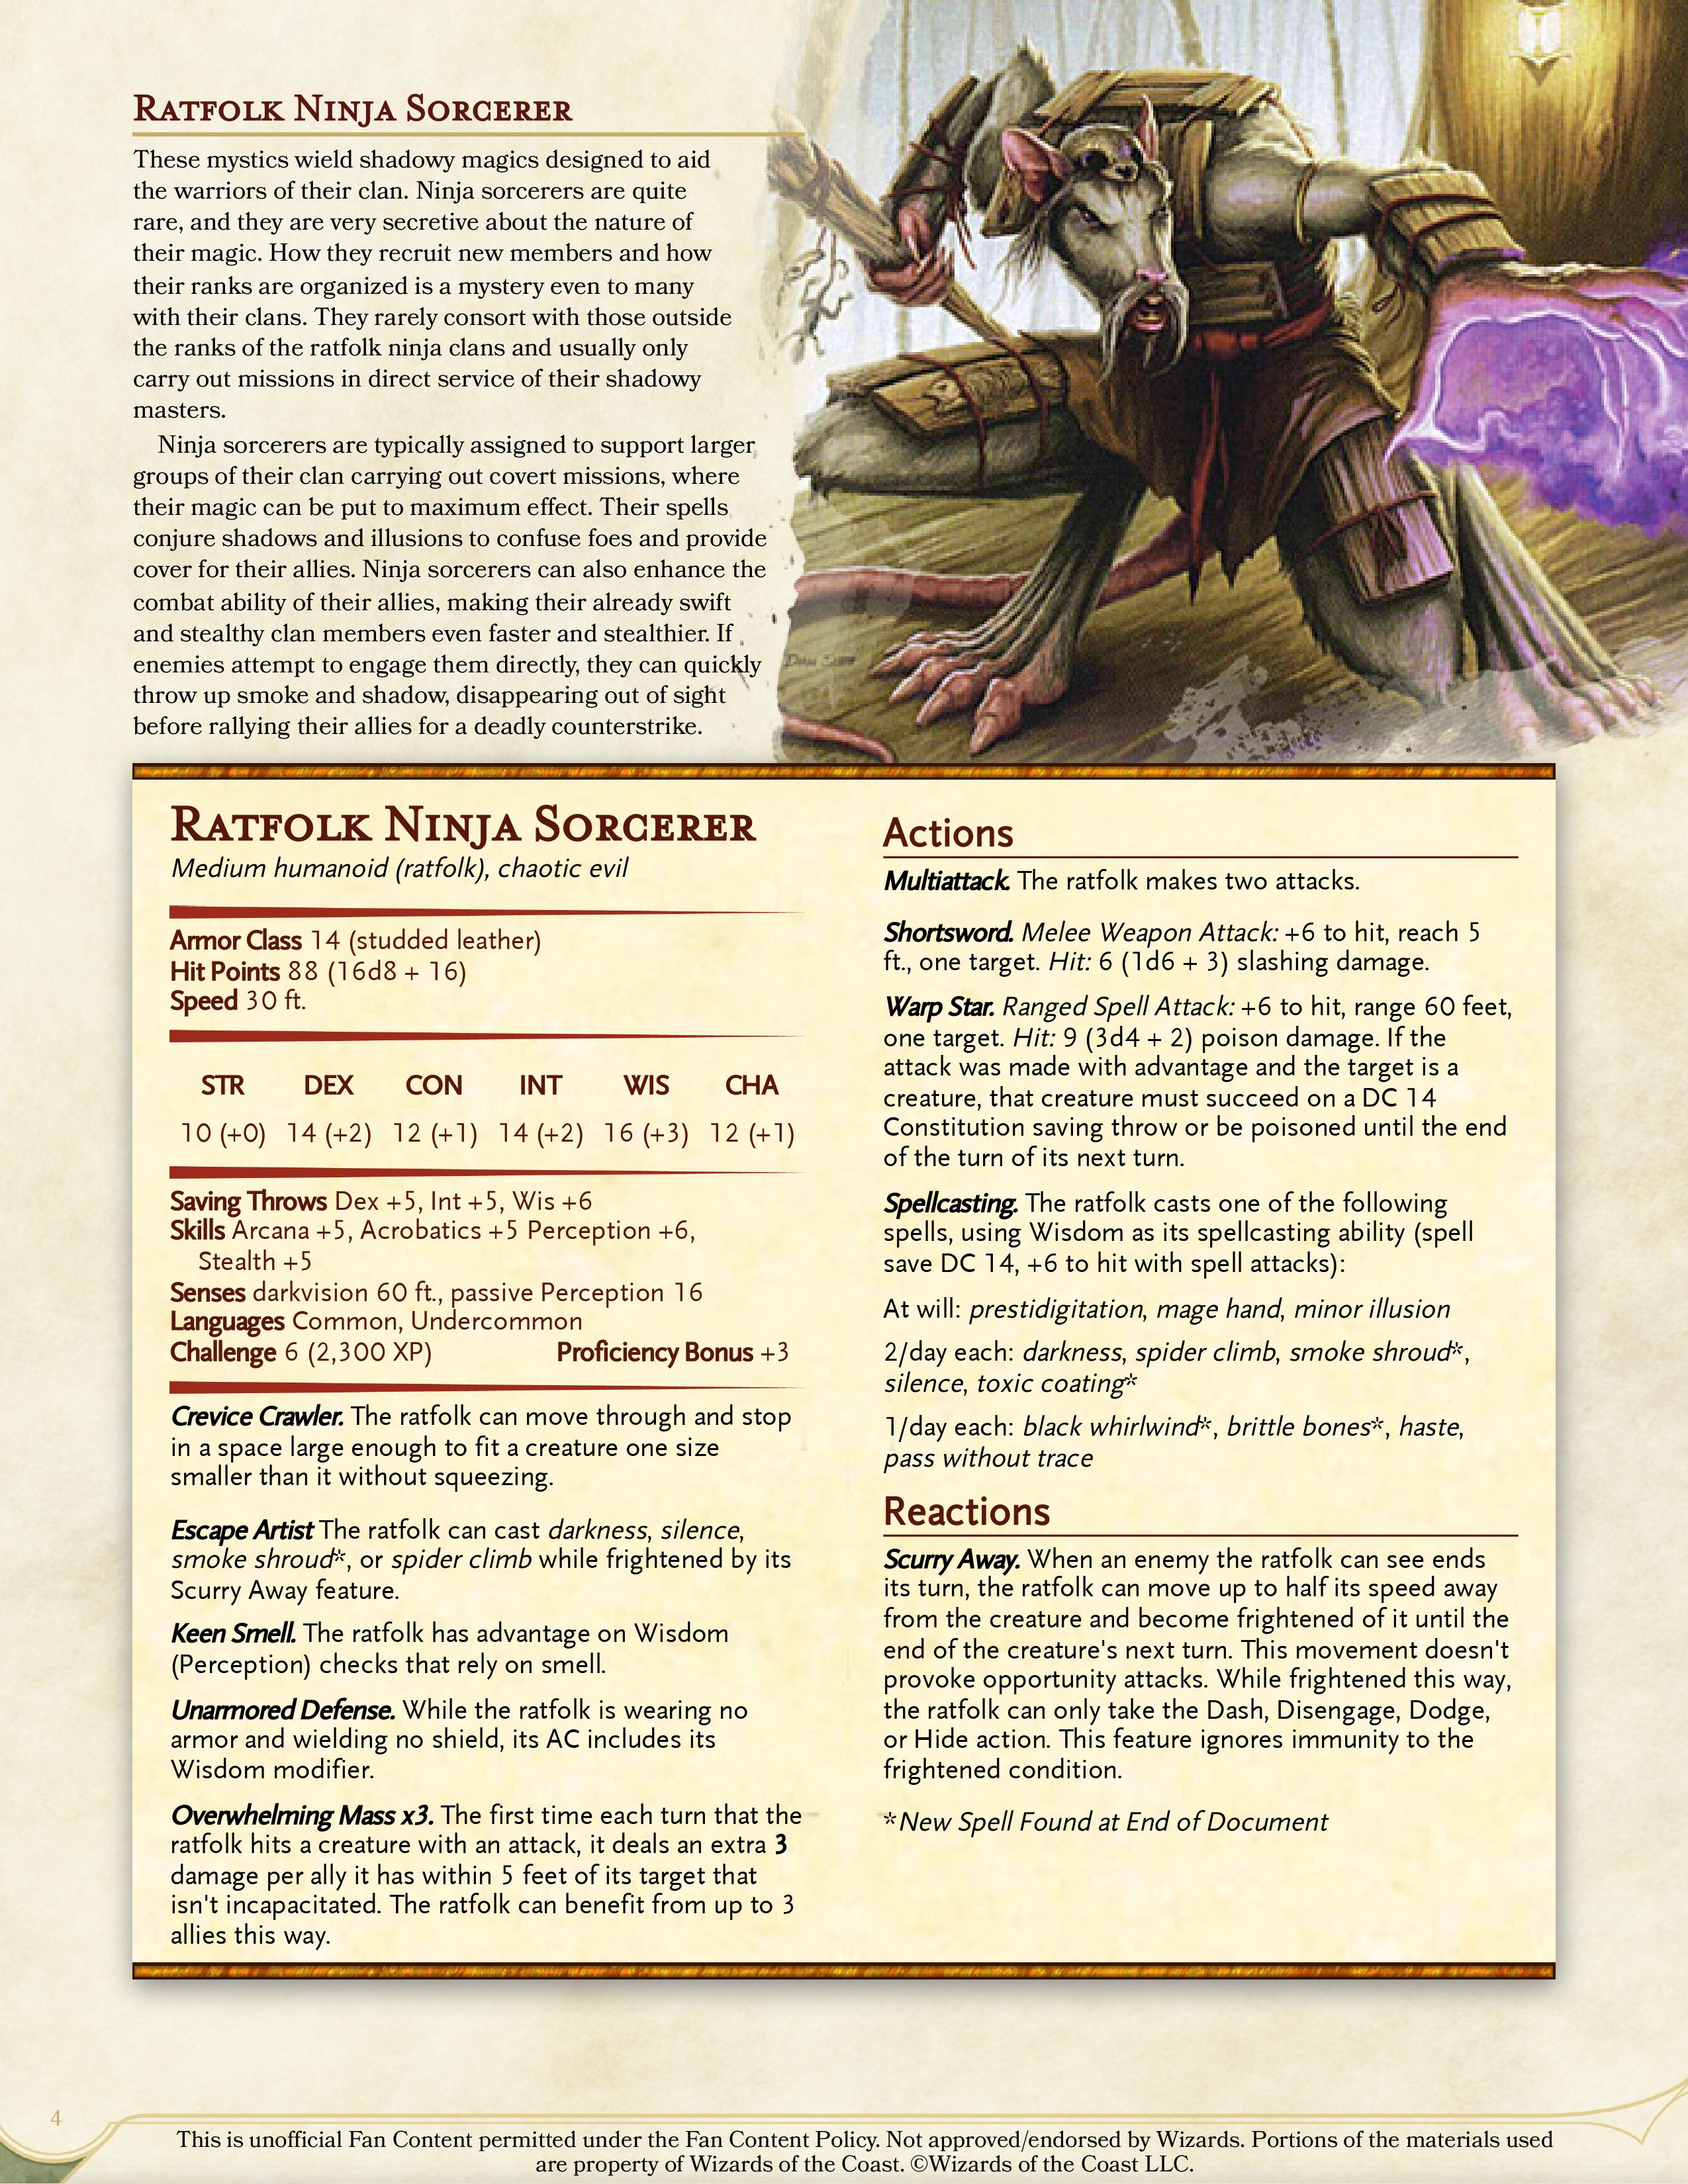 Ratfolk Ninja Sorcerer
These mystics wield shadowy magics designed to aid
the warriors of their clan. Ninja sorcerers are quite
rare, and they are very secretive about the nature of
their magic. How they recruit new members and how
their ranks are organized is a mystery even to many
with their clans. They rarely consort with those outside
the ranks of the ratfolk ninja clans and usually only
carry out missions in direct service of their shadowy
masters.
Ninja sorcerers are typically assigned to support larger
groups of their clan carrying out covert missions, where
their magic can be put to maximum effect. Their spells
conjure shadows and illusions to confuse foes and provide
cover for their allies. Ninja sorcerers can also enhance the
combat ability of their allies, making their already swift
and stealthy clan members even faster and stealthier. If
enemies attempt to engage them directly, they can quickly
throw up smoke and shadow, disappearing out of sight
before rallying their allies for a deadly counterstrike.
Ratfolk Ninja Sorcerer
Medium humanoid (ratfolk), chaotic evil
Armor Class 14 (studded leather)
Hit Points 88 (16d8 + 16)
Speed 30 ft.
STR DEX CON INT WIS CHA
10 (+0) 14 (+2) 12 (+1) 14 (+2) 16 (+3) 12 (+1)
Saving Throws Dex +5, Int +5, Wis +6
Skills Arcana +5, Acrobatics +5 Perception +6,
Stealth +5
Senses darkvision 60 ft., passive Perception 16
Languages Common, Undercommon
Challenge 6 (2,300 XP) Proficiency Bonus +3
Crevice Crawler. The ratfolk can move through and stop
in a space large enough to fit a creature one size
smaller than it without squeezing.
Escape Artist The ratfolk can cast darkness, silence,
smoke shroud*, or spider climb while frightened by its
Scurry Away feature.
Keen Smell. The ratfolk has advantage on Wisdom
(Perception) checks that rely on smell.
Unarmored Defense. While the ratfolk is wearing no
armor and wielding no shield, its AC includes its
Wisdom modifier.
Overwhelming Mass x3. The first time each turn that the
ratfolk hits a creature with an attack, it deals an extra 3
damage per ally it has within 5 feet of its target that
isn't incapacitated. The ratfolk can benefit from up to 3
allies this way.
Actions
Multiattack. The ratfolk makes two attacks.
Shortsword. Melee Weapon Attack: +6 to hit, reach 5
ft., one target. Hit: 6 (1d6 + 3) slashing damage.
Warp Star. Ranged Spell Attack: +6 to hit, range 60 feet,
one target. Hit: 9 (3d4 + 2) poison damage. If the
attack was made with advantage and the target is a
creature, that creature must succeed on a DC 14
Constitution saving throw or be poisoned until the end
of the turn of its next turn.
Spellcasting. The ratfolk casts one of the following
spells, using Wisdom as its spellcasting ability (spell
save DC 14, +6 to hit with spell attacks):
At will: prestidigitation, mage hand, minor illusion
2/day each: darkness, spider climb, smoke shroud*,
silence, toxic coating*
1/day each: black whirlwind*, brittle bones*, haste,
pass without trace
Reactions
Scurry Away. When an enemy the ratfolk can see ends
its turn, the ratfolk can move up to half its speed away
from the creature and become frightened of it until the
end of the creature's next turn. This movement doesn't
provoke opportunity attacks. While frightened this way,
the ratfolk can only take the Dash, Disengage, Dodge,
or Hide action. This feature ignores immunity to the
frightened condition.
*New Spell Found at End of Document
4
This is unofficial Fan Content permitted under the Fan Content Policy. Not approved/endorsed by Wizards. Portions of the materials used
are property of Wizards of the Coast. ©Wizards of the Coast LLC.